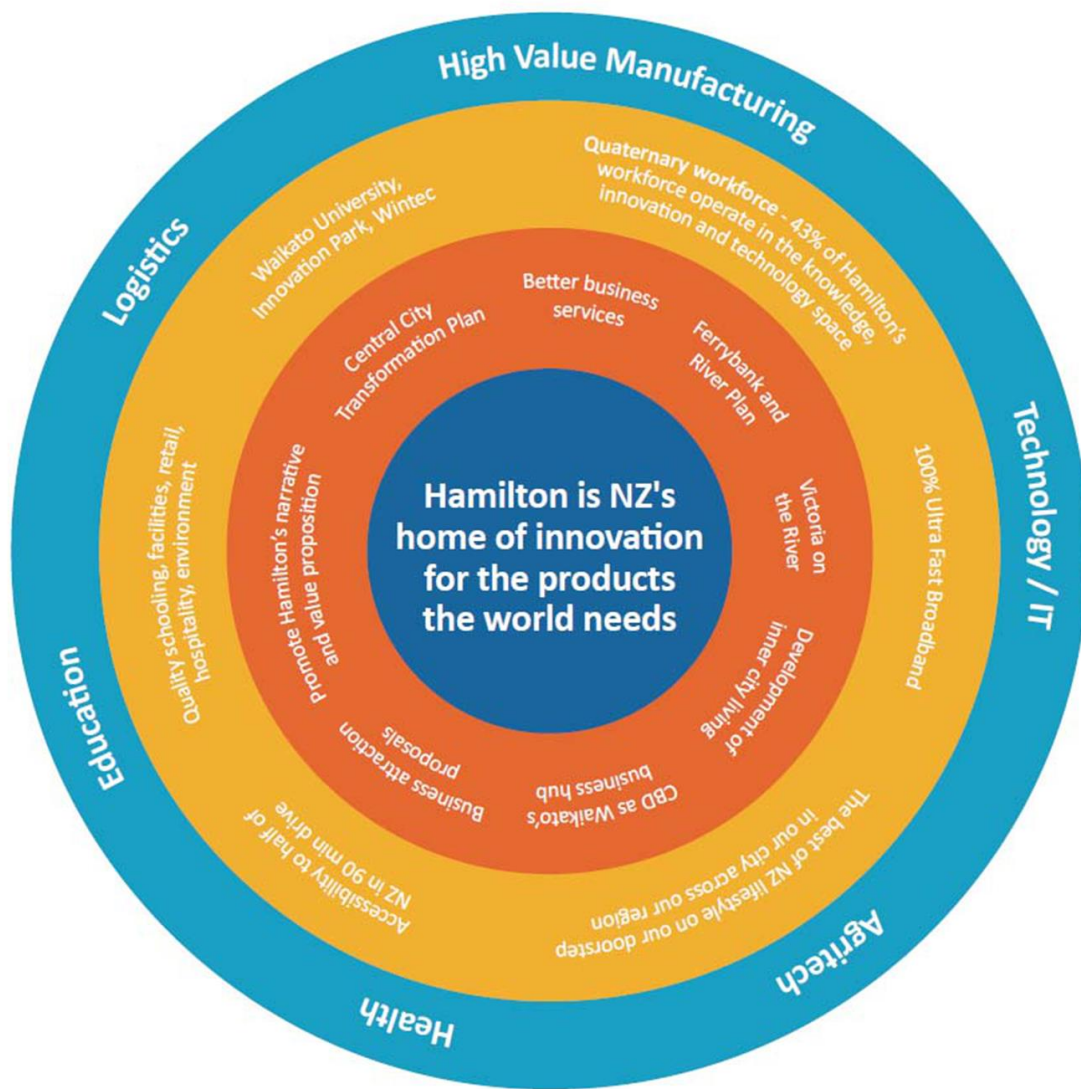 High Value Manufacturing
Technology / IT
Agritech
Health
Education
Logistics
Quaternary workforce - 43% of Hamilton's
workforce operate in the knowledge,
innovation and technology space
100% Ultra Fast Broadband
The best of NZ lifestyle on our doorstep
in our city across our region
Accessibility to half of
NZ in 90 min drive
Quality schooling, facilities, retail,
hospitality, environment
Waikato University,
Innovation Park, Wintec
Better business
services
Ferrybank and
River Plan
Victoria on
the River
Development of
inner city living
CBD as Waikato's
business hub
Business attraction
proposals
Promote Hamilton's narrative
and value proposition
Central City
Transformation Plan
Hamilton is NZ's
home of innovation
for the products
the world needs